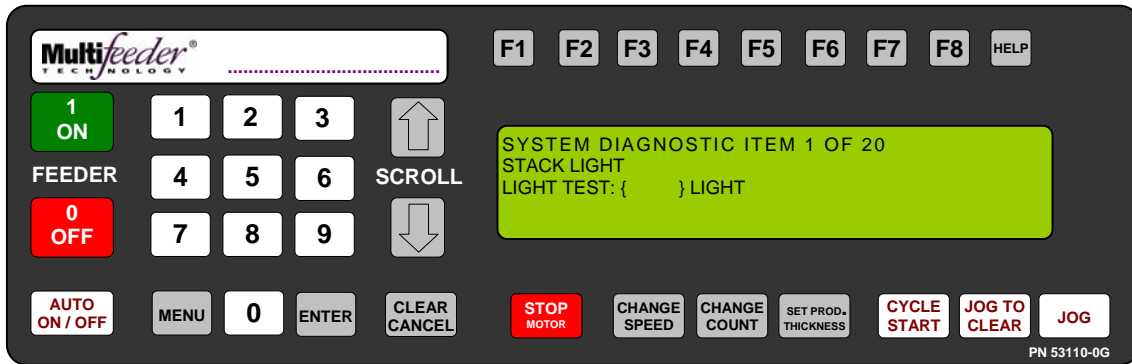 Multifeeder®
TECHNOLOGY
F1 F2 F3 F4 F5 F6 F7 F8 HELP
1
ON
FEEDER
0
OFF
1 2 3
4 5 6
7 8 9
SCROLL
SYSTEM DIAGNOSTIC ITEM 1 OF 20
STACK LIGHT
LIGHT TEST: { } LIGHT
AUTO
ON / OFF
MENU
0
ENTER
CLEAR
CANCEL
STOP
MOTOR
CHANGE
SPEED
CHANGE
COUNT
SET PROD.
THICKNESS
CYCLE
START
JOG TO
CLEAR
JOG
PN 53110-0G